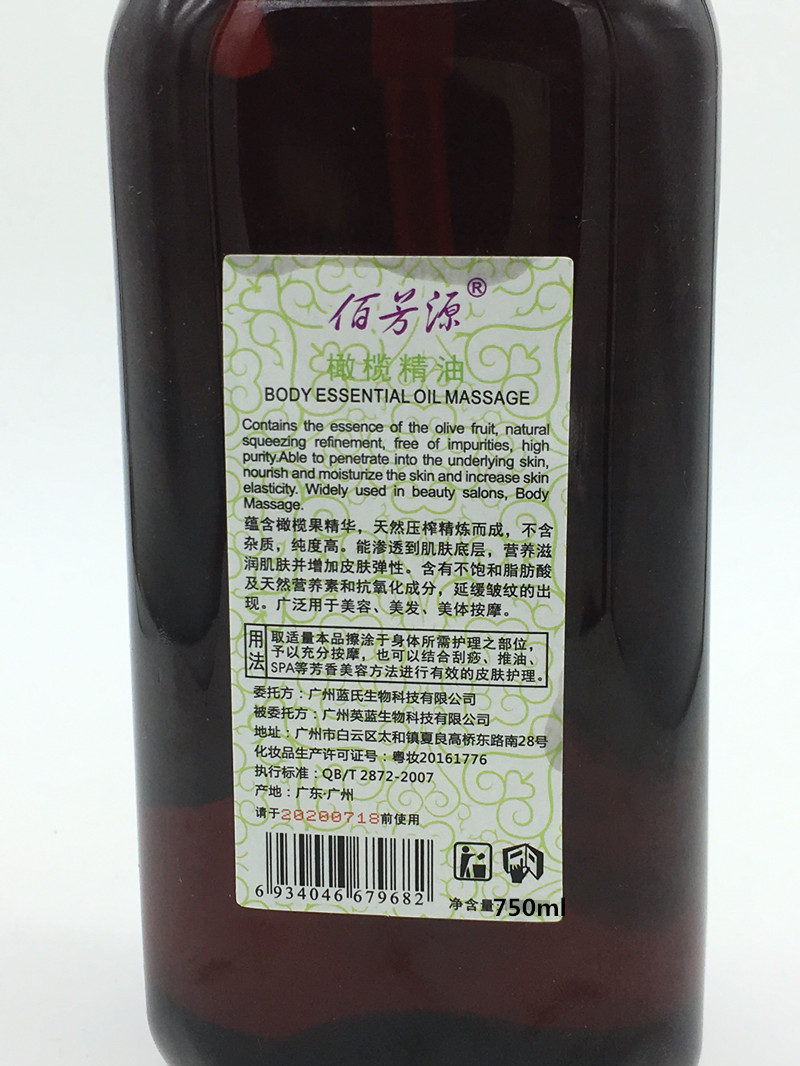 佰芳源®
橄榄精油
BODY ESSENTIAL OIL MASSAGE
Contains the essence of the olive fruit, natural
squeezing refinement, free of impurities, high
purity.Able to penetrate into the underlying skin,
nourish and moisturize the skin and increase skin
elasticity. Widely used in beauty salons, Body
Massage.
蕴含橄榄果精华，天然压榨精炼而成，不含
杂质，纯度高。能渗透到肌肤底层，营养滋
润肌肤并增加皮肤弹性。含有不饱和脂肪酸
及天然营养素和抗氧化成分，延缓皱纹的出
现。广泛用于美容、美发、美体按摩。
用法
取适量本品擦涂于身体所需护理之部位，
予以充分按摩，也可以结合刮痧、推油、
SPA等芳香美容方法进行有效的皮肤护理。
委托方：广州蓝氏生物科技有限公司
被委托方：广州英蓝生物科技有限公司
地址：广州市白云区太和镇夏良高桥东路南28号
化妆品生产许可证号：粤妆20161776
执行标准：QB/T 2872-2007
产地：广东·广州
请于20200718前使用
6 934046 679682
净含量:750ml